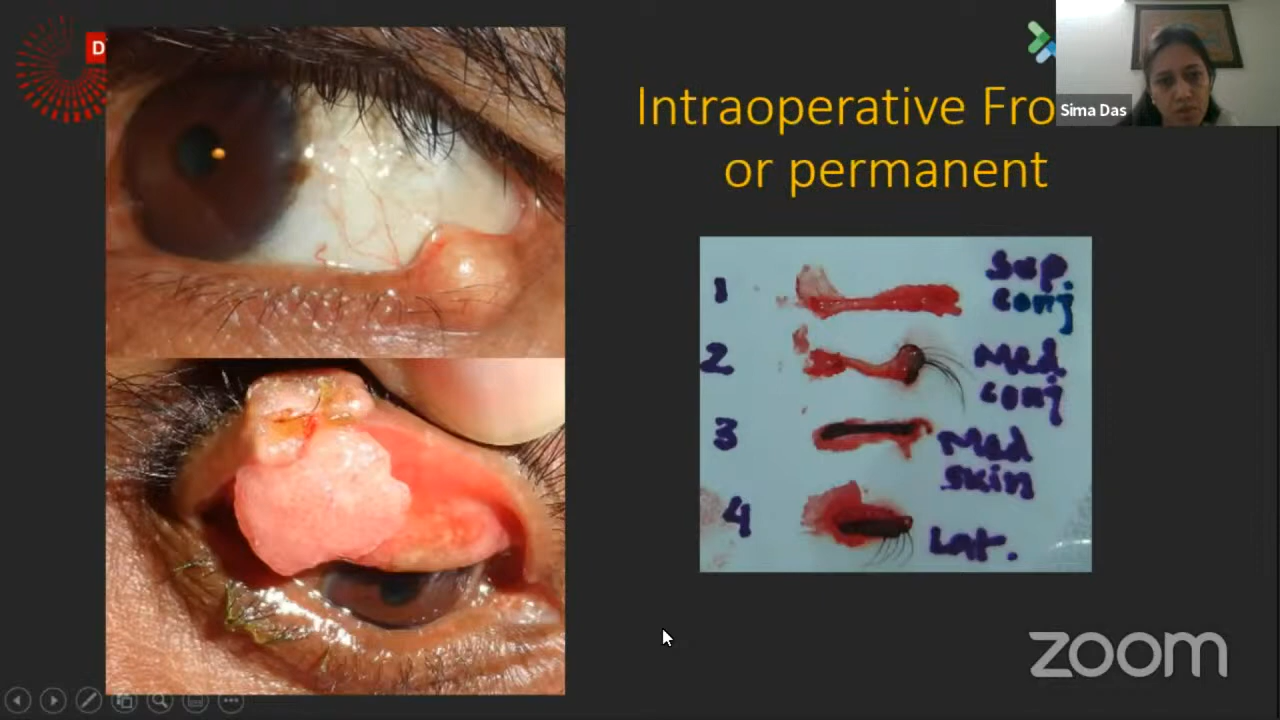 D
Intraoperative Fro
or permanent
Sima Das
1
Sup
conj
2
Med
conj
3
Med
skin
4
Lat.
zoom